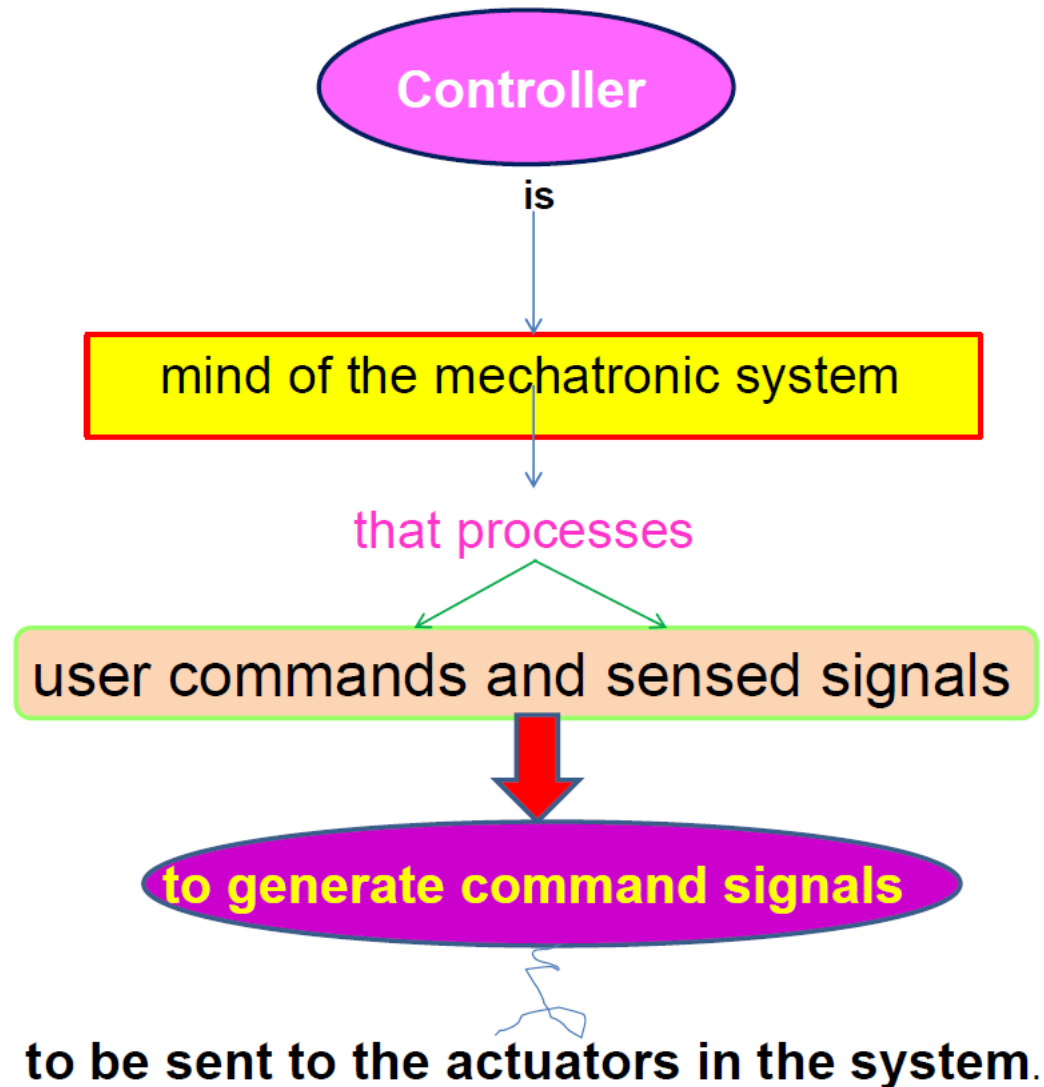 Controller
is
mind of the mechatronic system
that processes
user commands and sensed signals
to generate command signals
to be sent to the actuators in the system.